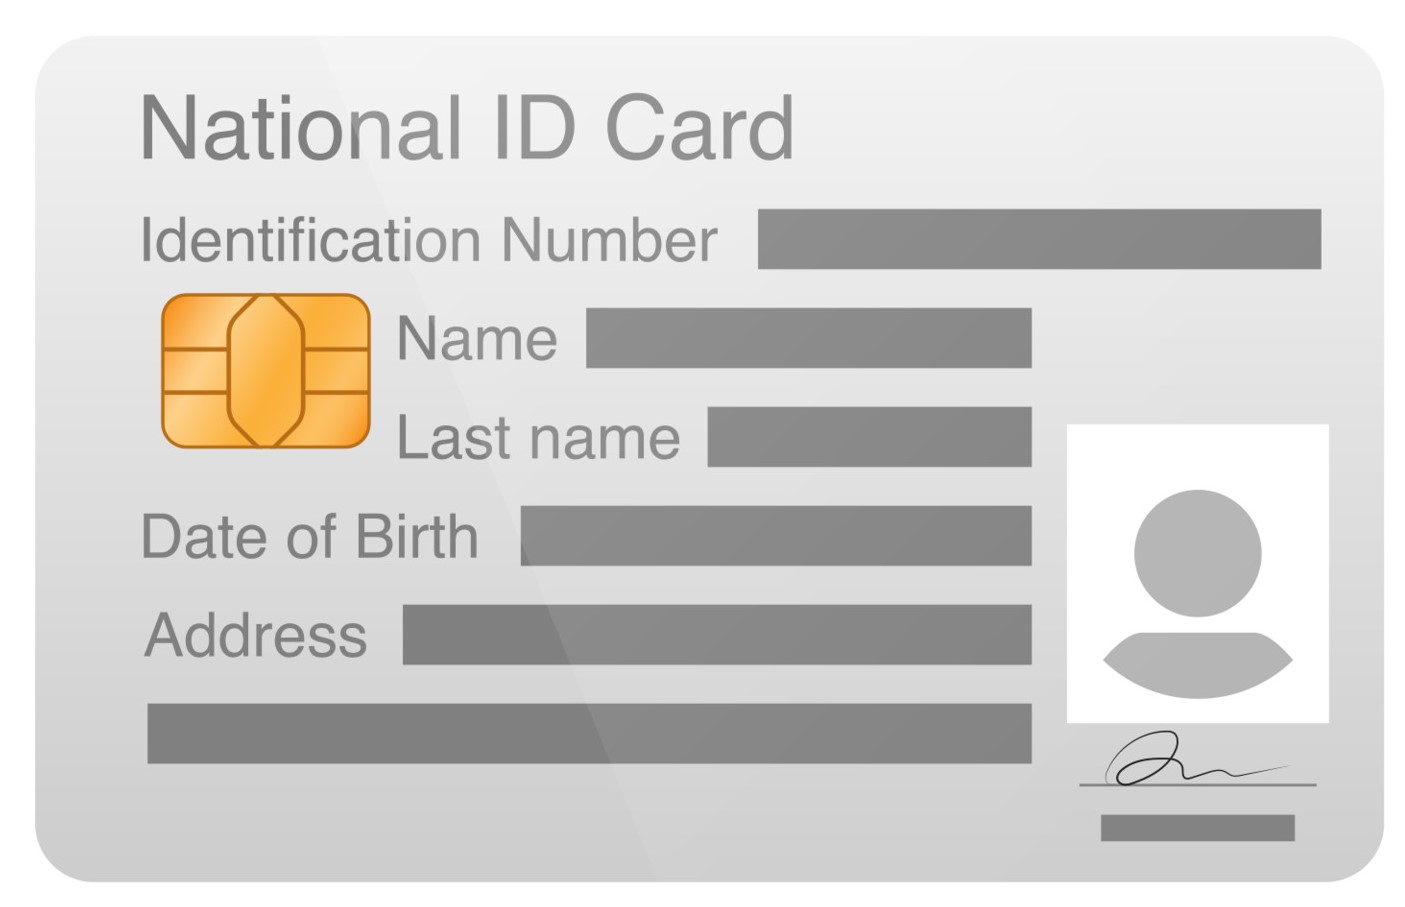 National ID Card
Identification Number
Name
Last name
Date of Birth
Address